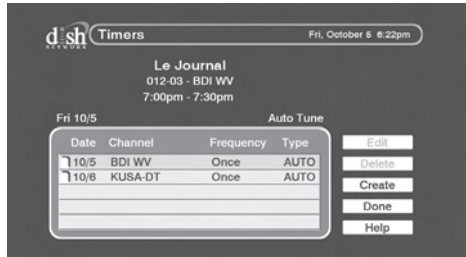 dish NETWORK
Timers
Fri, October 5 6:22pm
Le Journal
012-03 - BDI WV
7:00pm - 7:30pm
Fri 10/5 Auto Tune
Date Channel Frequency Type
10/5 BDI WV Once AUTO
10/6 KUSA-DT Once AUTO
Edit
Delete
Create
Done
Help